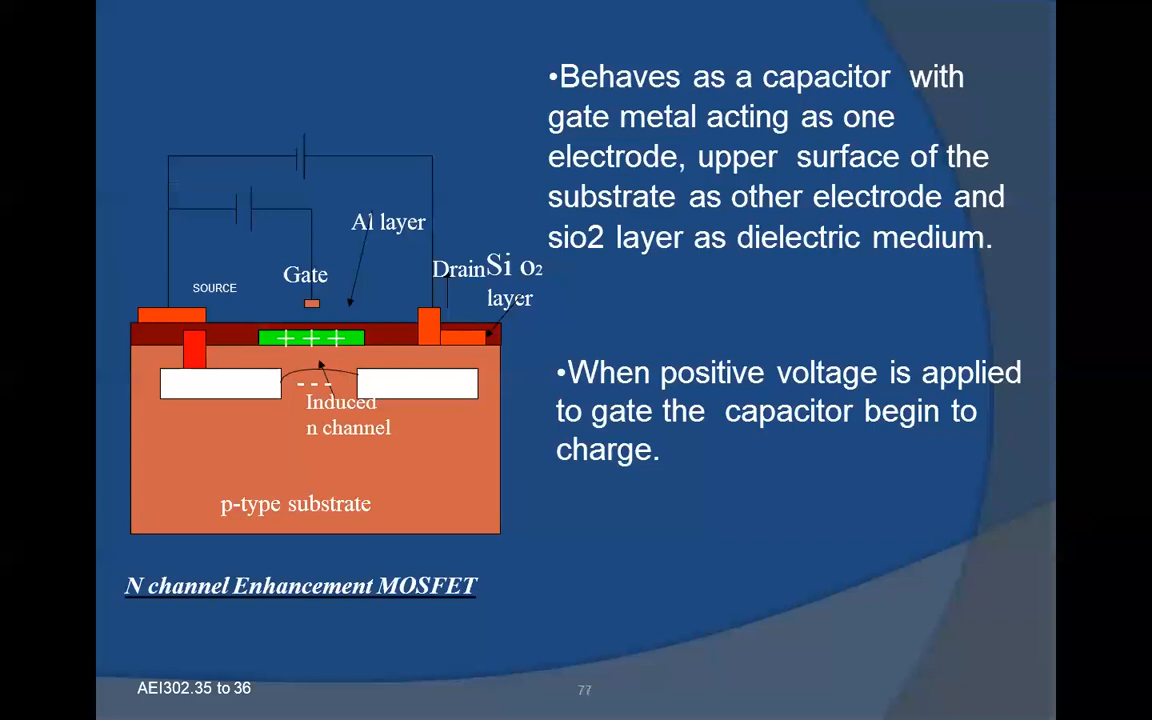 •Behaves as a capacitor with
gate metal acting as one
electrode, upper surface of the
substrate as other electrode and
sio2 layer as dielectric medium.
•When positive voltage is applied
to gate the capacitor begin to
charge.
Al layer
Gate
Drain
Si o2
layer
SOURCE
+ + +
- - -
Induced
n channel
p-type substrate
N channel Enhancement MOSFET
AEI302.35 to 36
77